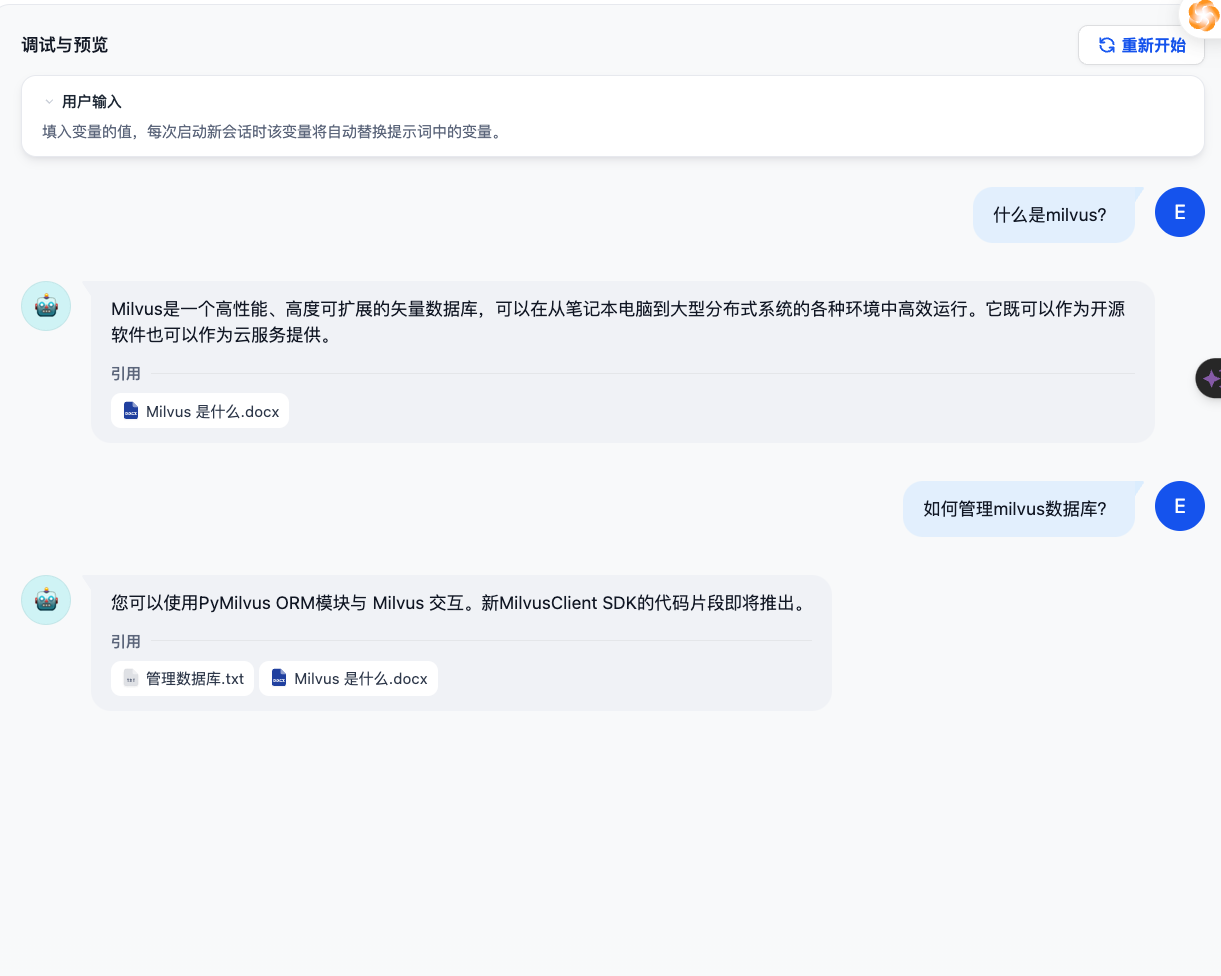 调试与预览
重新开始
用户输入
填入变量的值，每次启动新会话时该变量将自动替换提示词中的变量。
什么是milvus?
E
Milvus是一个高性能、高度可扩展的矢量数据库，可以在从笔记本电脑到大型分布式系统的各种环境中高效运行。它既可以作为开源
软件也可以作为云服务提供。
引用
DOCX Milvus 是什么.docx
如何管理milvus数据库?
E
您可以使用PyMilvus ORM模块与 Milvus 交互。新MilvusClient SDK的代码片段即将推出。
引用
txt 管理数据库.txt DOCX Milvus 是什么.docx